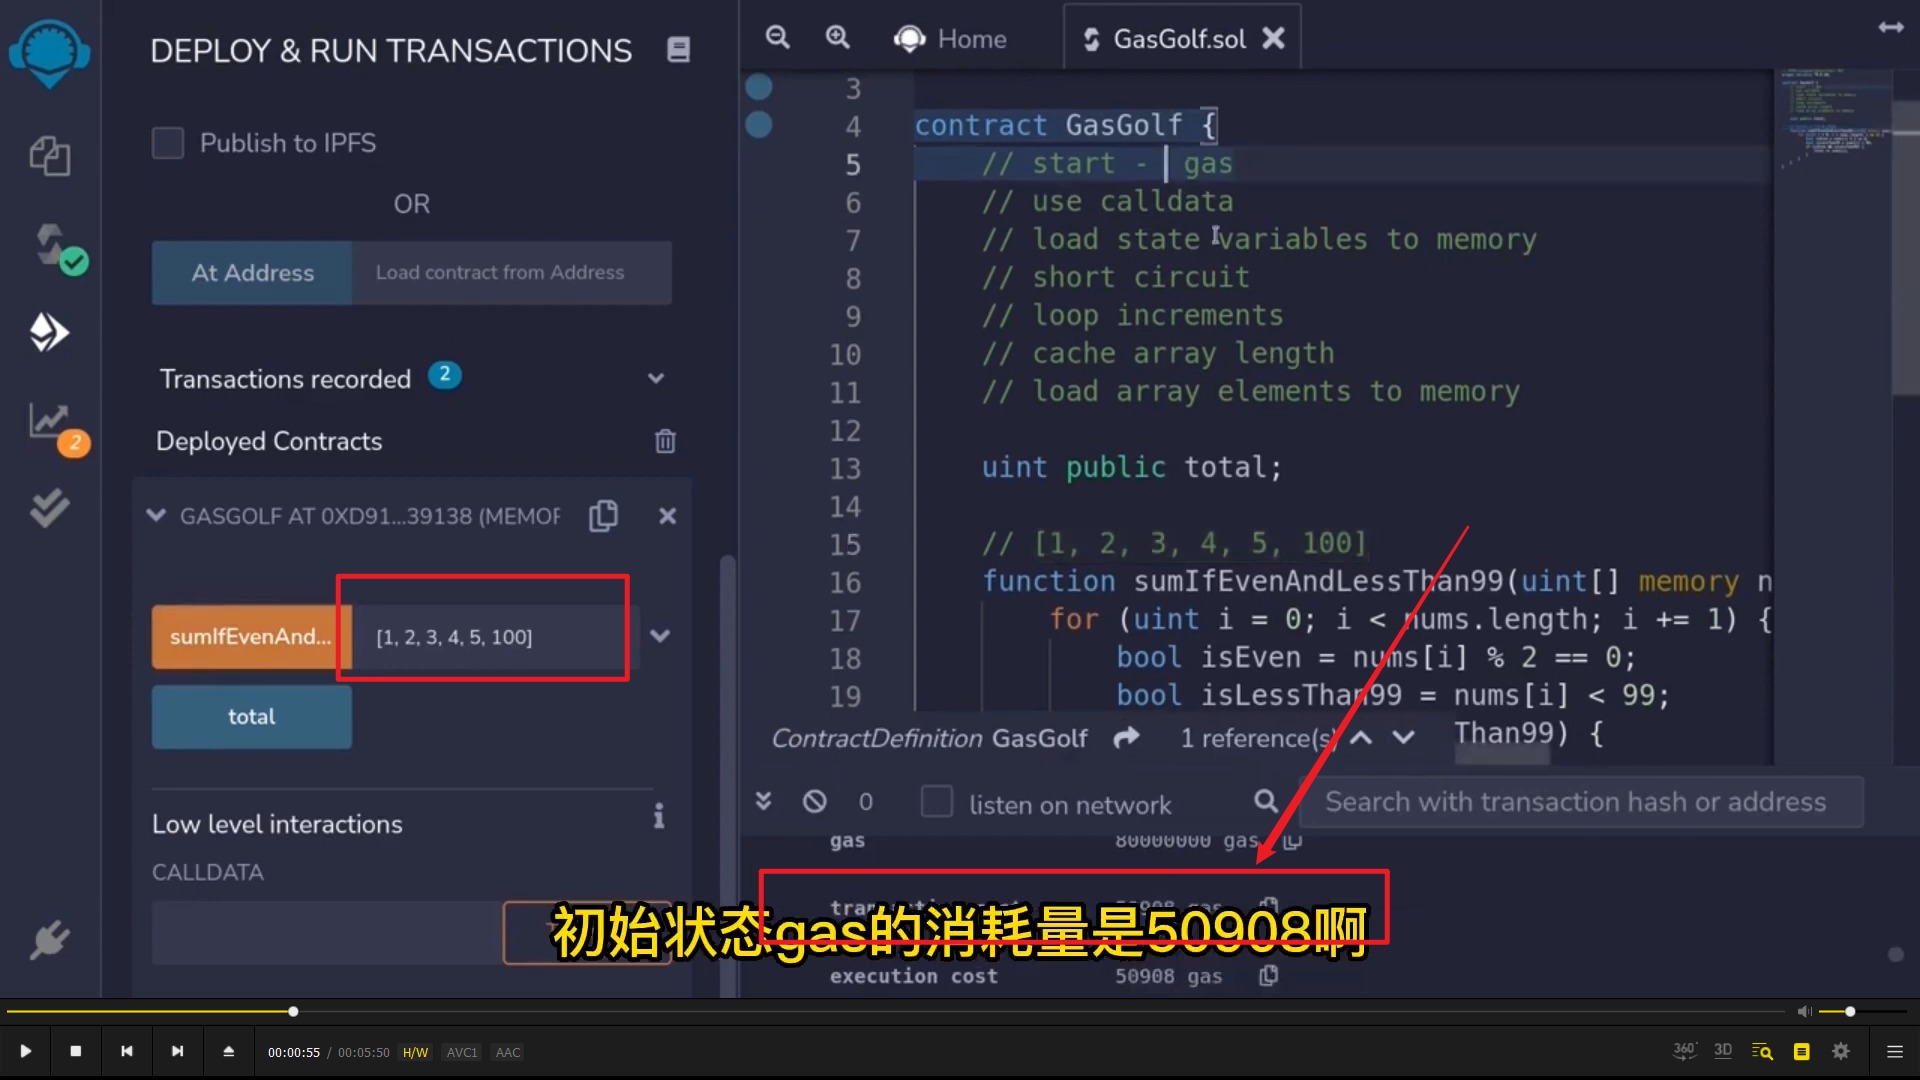 DEPLOY & RUN TRANSACTIONS
Publish to IPFS
OR
At Address
Load contract from Address
Transactions recorded
2
Deployed Contracts
2
GASGOLF AT 0XD91...39138 (MEMOR
sumIfEvenAnd...
[1, 2, 3, 4, 5, 100]
total
Low level interactions
CALLDATA
Home
GasGolf.sol
3
4 contract GasGolf {
5 // start - gas
6 // use calldata
7 // load state variables to memory
8 // short circuit
9 // loop increments
10 // cache array length
11 // load array elements to memory
12
13 uint public total;
14
15 // [1, 2, 3, 4, 5, 100]
16 function sumIfEvenAndLessThan99(uint[] memory n
17 for (uint i = 0; i < nums.length; i += 1) {
18 bool isEven = nums[i] % 2 == 0;
19 bool isLessThan99 = nums[i] < 99;
Than99) {
ContractDefinition GasGolf 1 reference(s)
0
listen on network
Search with transaction hash or address
gas 80000000 gas
初始状态gas的消耗量是50908啊
execution cost 50908 gas
00:00:55 / 00:05:50 H/W AVC1 AAC
360° 3D